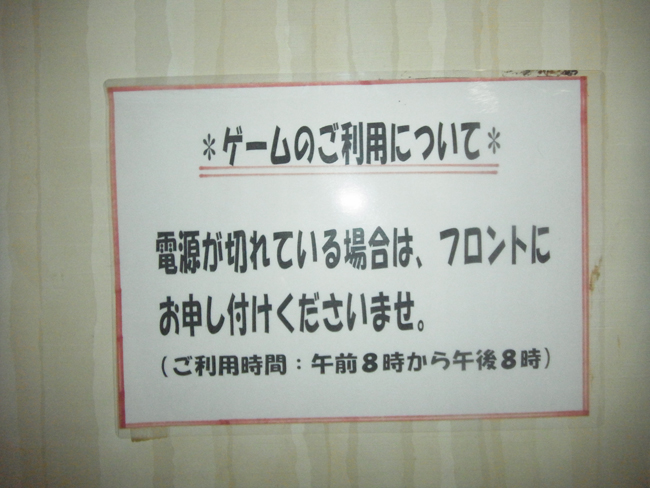 ＊ゲームのご利用について＊
電源が切れている場合は、フロントに
お申し付けくださいませ。
（ご利用時間：午前８時から午後８時）